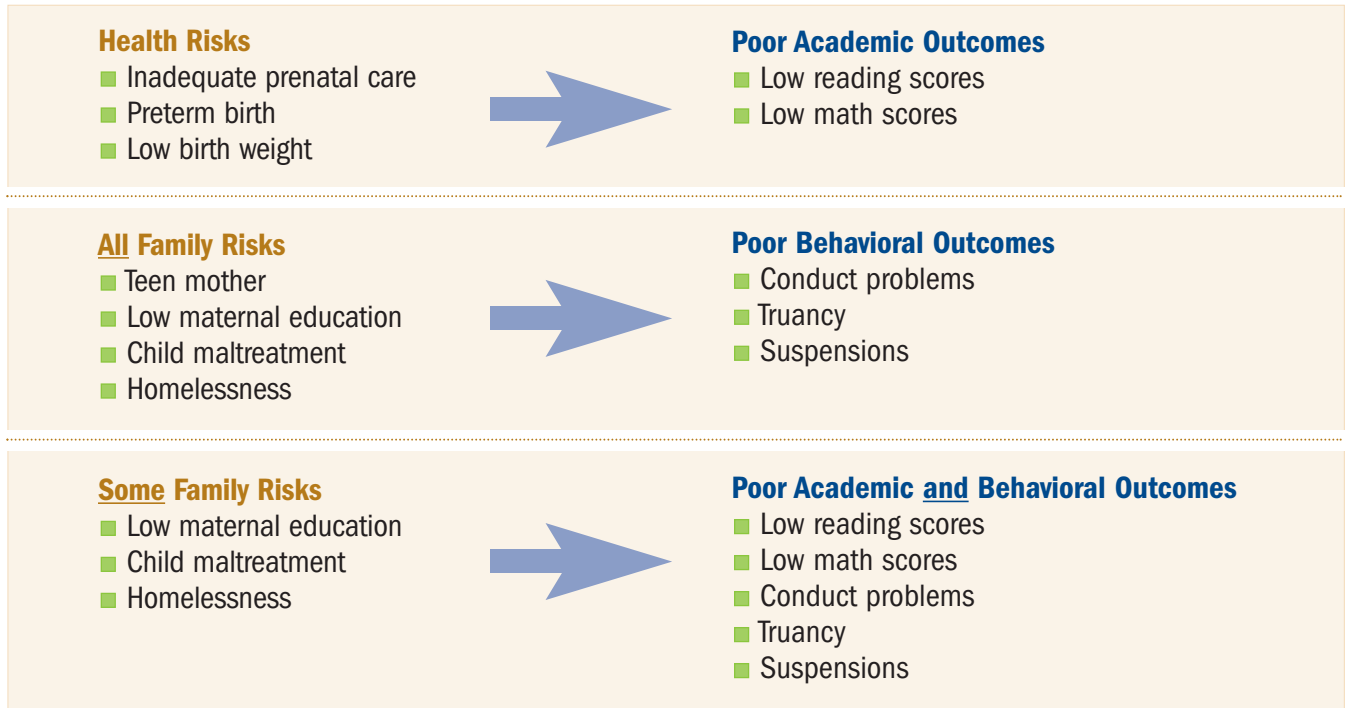 Health Risks
Inadequate prenatal care
Preterm birth
Low birth weight
Poor Academic Outcomes
Low reading scores
Low math scores
All Family Risks
Teen mother
Low maternal education
Child maltreatment
Homelessness
Poor Behavioral Outcomes
Conduct problems
Truancy
Suspensions
Some Family Risks
Low maternal education
Child maltreatment
Homelessness
Poor Academic and Behavioral Outcomes
Low reading scores
Low math scores
Conduct problems
Truancy
Suspensions